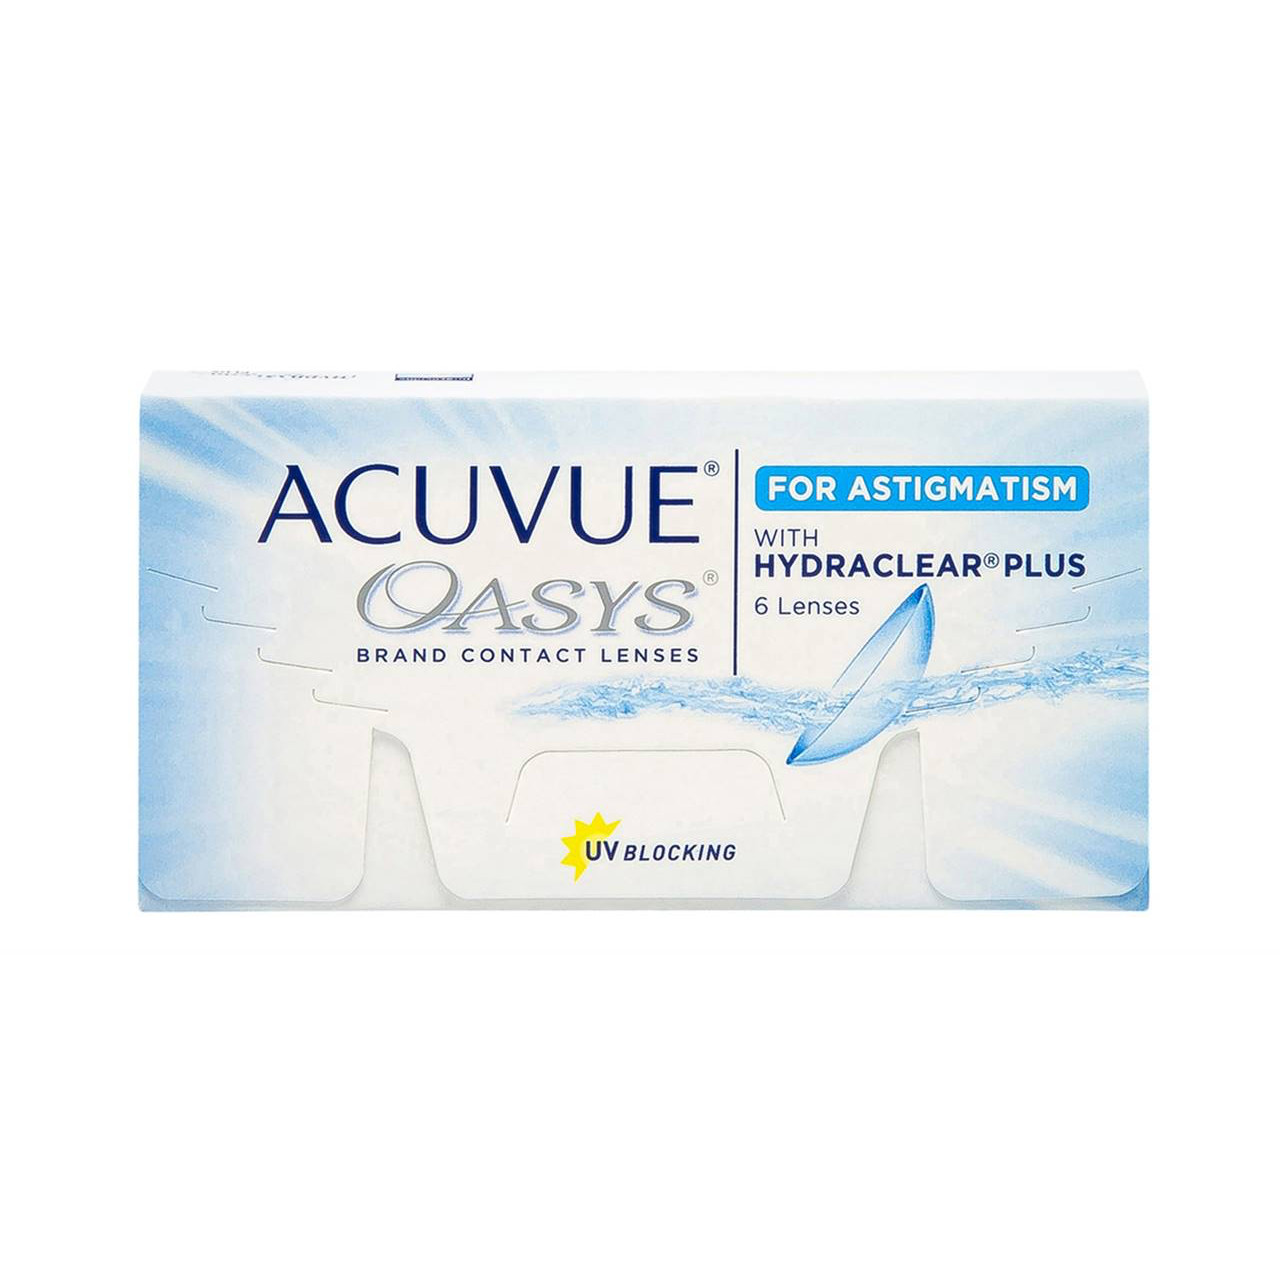 ACUVUE®
OASYS®
BRAND CONTACT LENSES
FOR ASTIGMATISM
WITH
HYDRACLEAR® PLUS
6 Lenses
UV BLOCKING